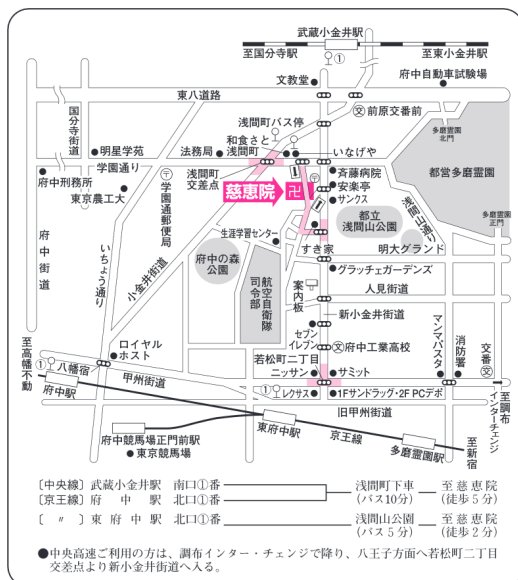 武蔵小金井駅
至国分寺駅
至東小金井駅
①
文教堂
府中自動車試験場
東八道路
国分寺街道
浅間町バス停
文 前原交番前
多磨霊園北門
和食さと
明星学苑
法務局
浅間町
いなげや
学園通り
斉藤病院
都営多磨霊園
府中刑務所
浅間町交差点
慈恵院
卍
安楽亭
サンクス
東京農工大
学園通郵便局
都立浅間山公園
浅間山通り
多磨霊園正門
府中街道
いちょう通り
小金井街道
生涯学習センター
すき家
明大グランド
府中の森公園
航空自衛隊司令部
グラッチェガーデンズ
案内板
人見街道
新小金井街道
セブンイレブン
文 府中工業高校
ロイヤルホスト
マンマパスタ
消防署
交番
文
至高幡不動
八幡宿
甲州街道
若松町二丁目
ニッサン
サミット
インターチェンジ
至調布
①
府中駅
①
レクサス
1Fサンドラッグ・2F PCデポ
旧甲州街道
府中競馬場正門前駅
東府中駅
京王線
東京競馬場
多磨霊園駅
至新宿
〔中央線〕武蔵小金井駅 南口①番
〔京王線〕府中駅 北口①番
浅間町下車(バス10分)
至慈恵院(徒歩5分)
〔 〃 〕東府中駅 北口①番
浅間山公園(バス5分)
至慈恵院(徒歩2分)
●中央高速ご利用の方は、調布インター・チェンジで降り、八王子方面へ若松町二丁目
交差点より新小金井街道へ入る。